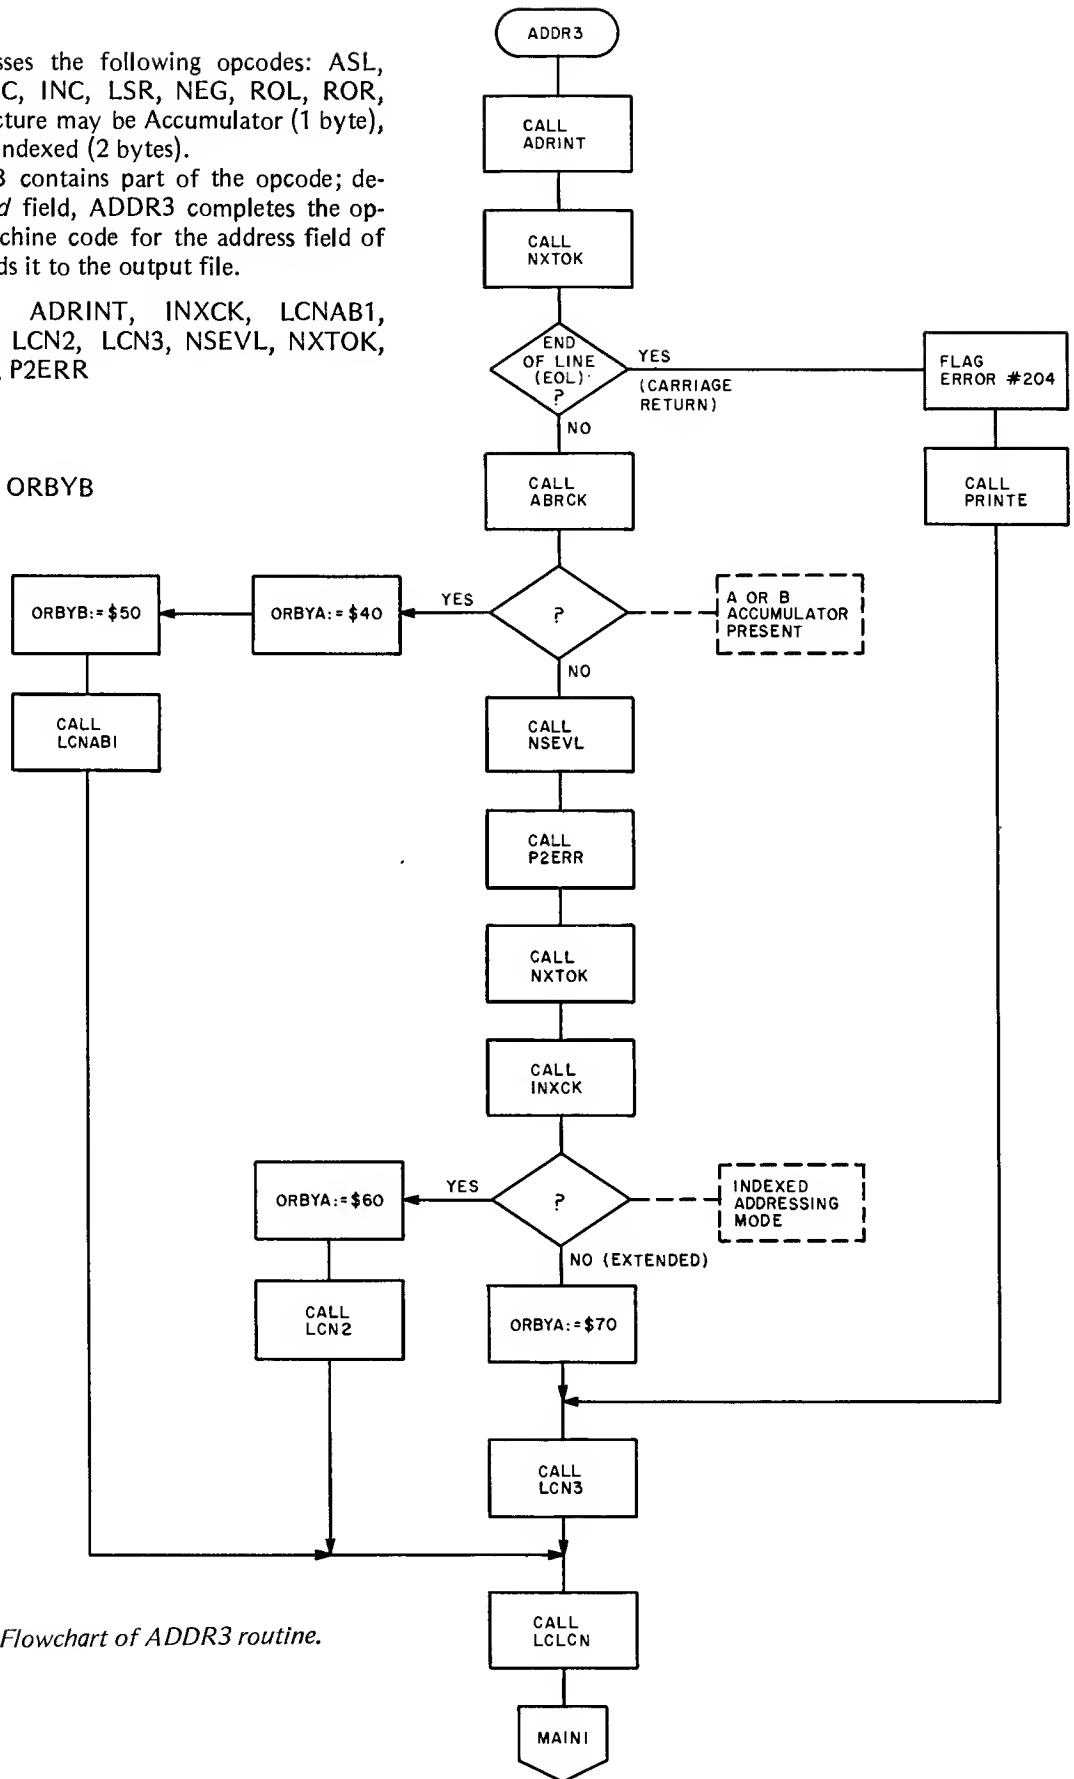 sses the following opcodes: ASL,
C, INC, LSR, NEG, ROL, ROR,
cture may be Accumulator (1 byte),
ndexed (2 bytes).
contains part of the opcode; de-
d field, ADDR3 completes the op-
chine code for the address field of
ds it to the output file.
ADRINT, INXCK, LCNAB1,
LCN2, LCN3, NSEVL, NXTOK,
, P2ERR
ORBYB
ADDR3
CALL
ADRINT
CALL
NXTOK
END
OF LINE
(EOL)
?
YES
(CARRIAGE
RETURN)
FLAG
ERROR #204
CALL
PRINTE
NO
CALL
ABRCK
?
A OR B
ACCUMULATOR
PRESENT
YES
ORBYA:=$40
ORBYB:=$50
CALL
LCNAB1
NO
CALL
NSEVL
CALL
P2ERR
CALL
NXTOK
CALL
INXCK
?
INDEXED
ADDRESSING
MODE
YES
ORBYA:=$60
CALL
LCN2
NO (EXTENDED)
ORBYA:=$70
CALL
LCN3
CALL
LCLCN
MAIN1
Flowchart of ADDR3 routine.